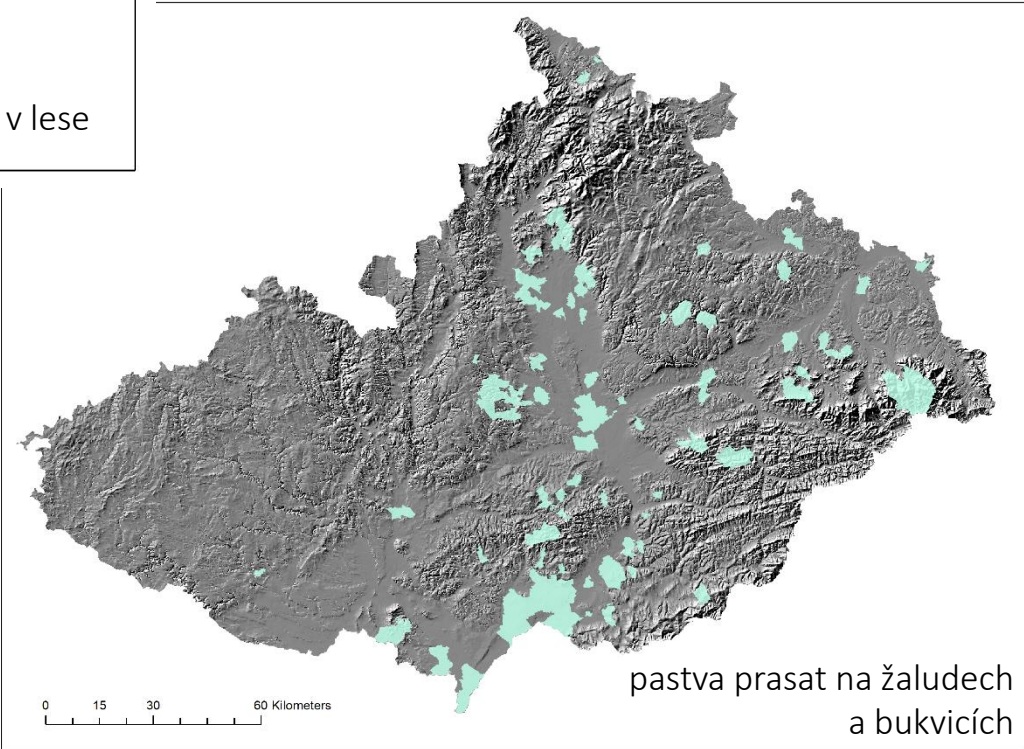 v lese
0 15 30 60 Kilometers
pastva prasat na žaludech
a bukvicích